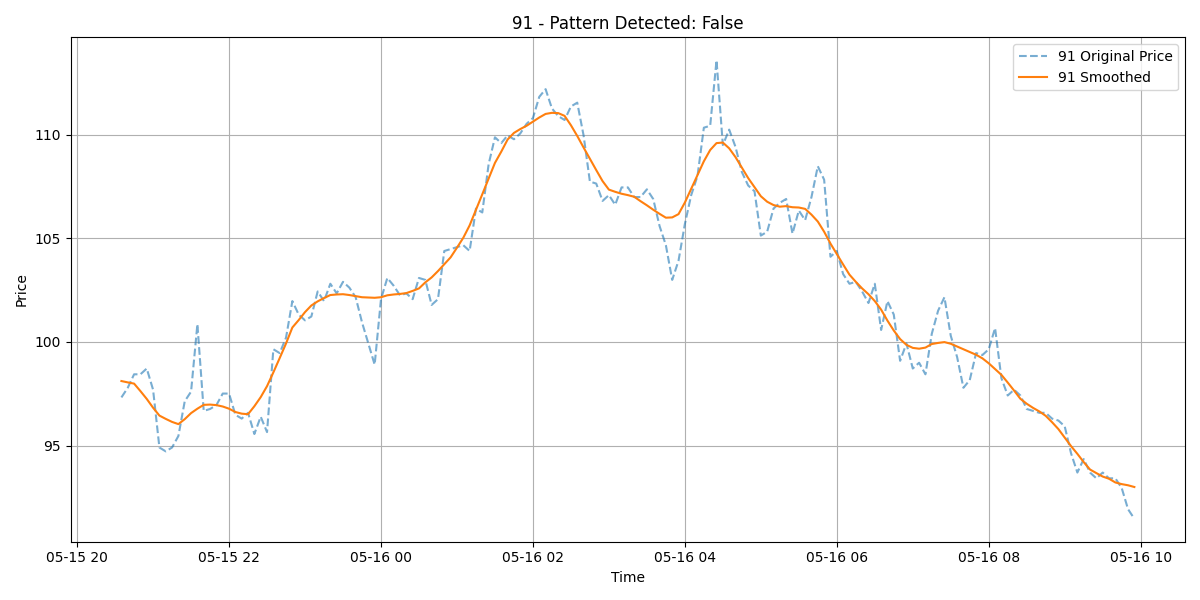 91 - Pattern Detected: False
91 Original Price
91 Smoothed
Price
110
105
100
95
05-15 20
05-15 22
05-16 00
05-16 02
05-16 04
05-16 06
05-16 08
05-16 10
Time